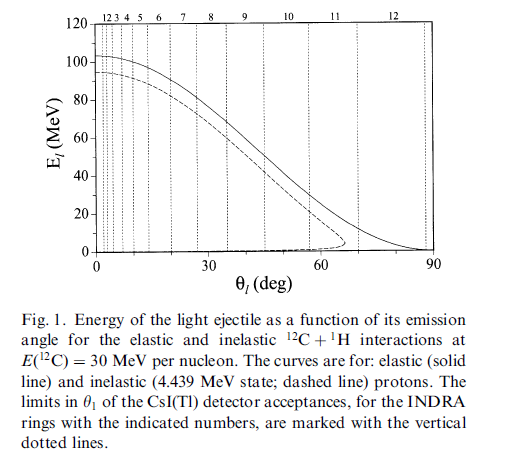 1 2 3 4 5 6 7 8 9 10 11 12
120
100
80
60
40
20
0
E_l (MeV)
0 30 60 90
θ_l (deg)
Fig. 1. Energy of the light ejectile as a function of its emission
angle for the elastic and inelastic ¹²C + ¹H interactions at
E(¹²C) = 30 MeV per nucleon. The curves are for: elastic (solid
line) and inelastic (4.439 MeV state; dashed line) protons. The
limits in θ₁ of the CsI(Tl) detector acceptances, for the INDRA
rings with the indicated numbers, are marked with the vertical
dotted lines.